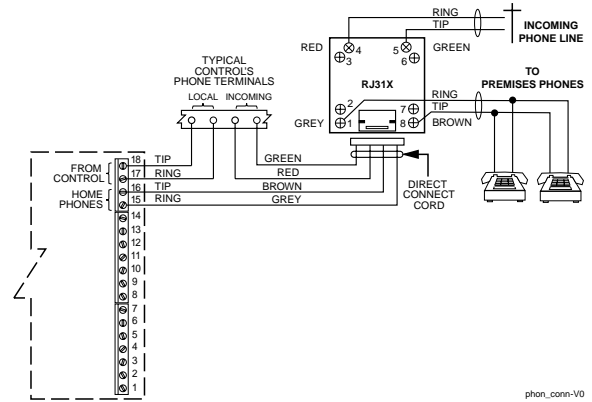 RING
TIP
INCOMING
PHONE LINE
RED
4
3
5
6
GREEN
RJ31X
TYPICAL
CONTROL'S
PHONE TERMINALS
LOCAL
INCOMING
TO
PREMISES PHONES
RING
TIP
2
7
GREY
1
8
BROWN
18
TIP
GREEN
17
RING
RED
16
TIP
BROWN
15
RING
GREY
FROM
CONTROL
HOME
PHONES
DIRECT
CONNECT
CORD
14
13
12
11
10
9
8
7
6
5
4
3
2
1
phon_conn-V0